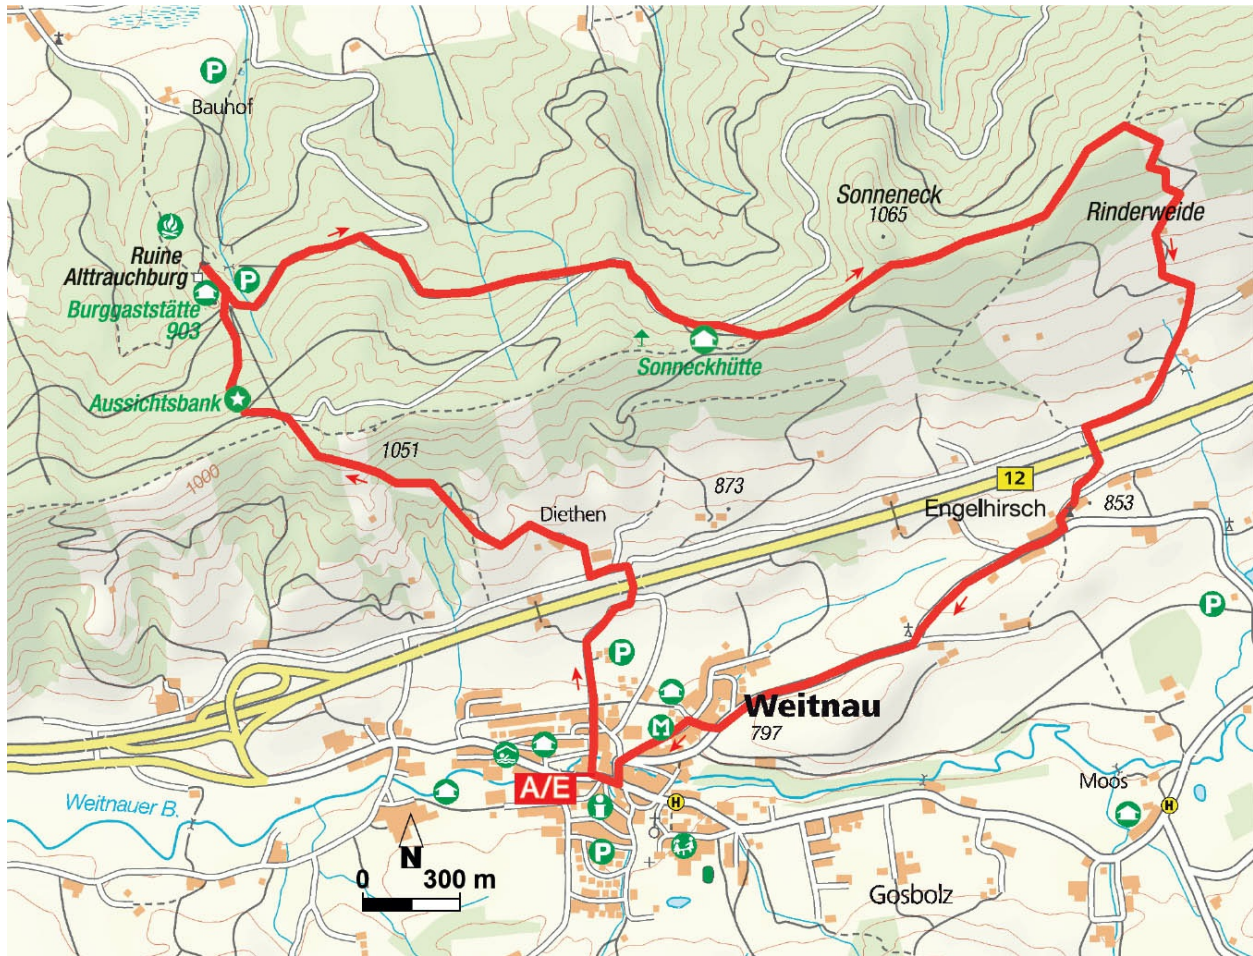 P
Bauhof
Sonneneck
1065
Rinderweide
Ruine
Alttrauchburg
P
Burggaststätte
903
Sonneckhütte
Aussichtsbank
1051
1000
873
12
Diethen
Engelhirsch
853
P
P
Weitnau
797
M
A/E
Weitnauer B.
H
Moos
H
N
P
0 300 m
Gosbolz